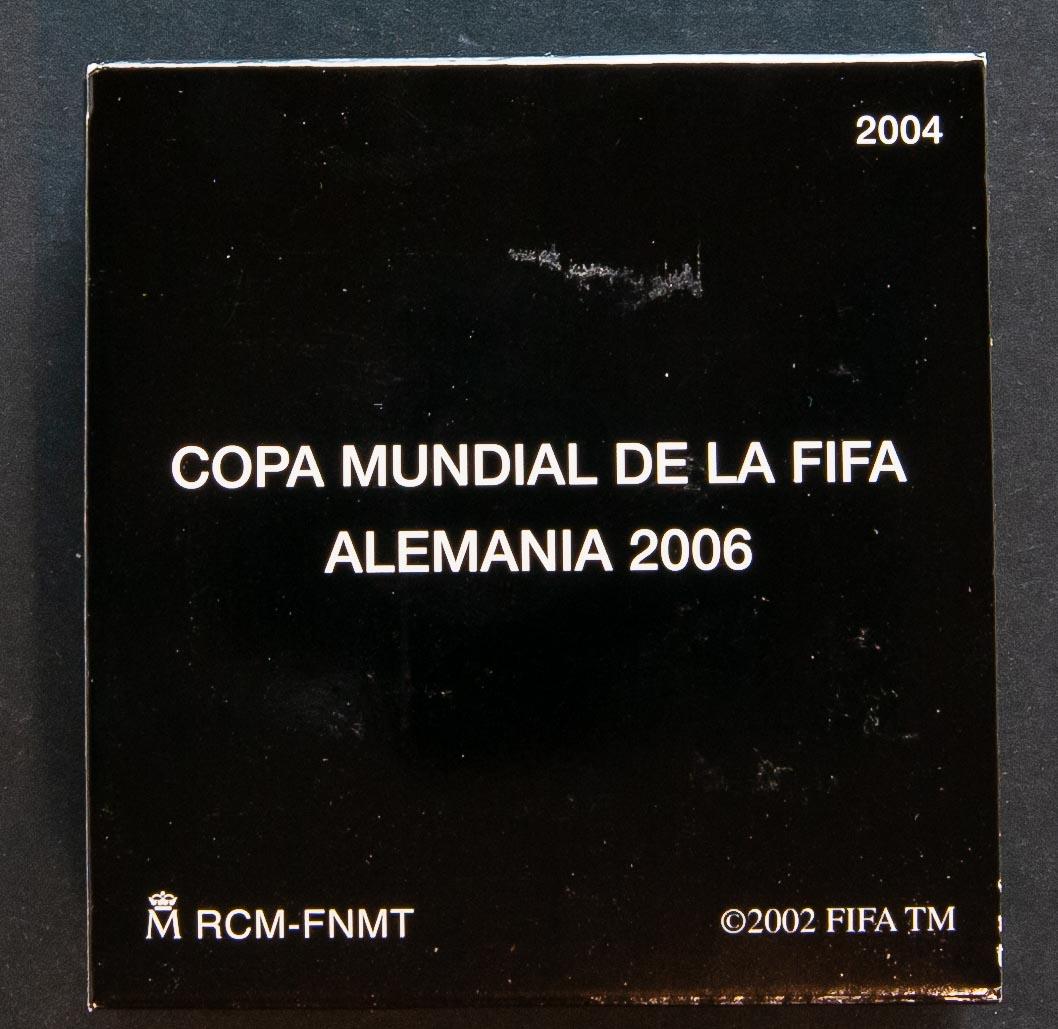 2004
COPA MUNDIAL DE LA FIFA
ALEMANIA 2006
M RCM-FNMT
©2002 FIFA TM